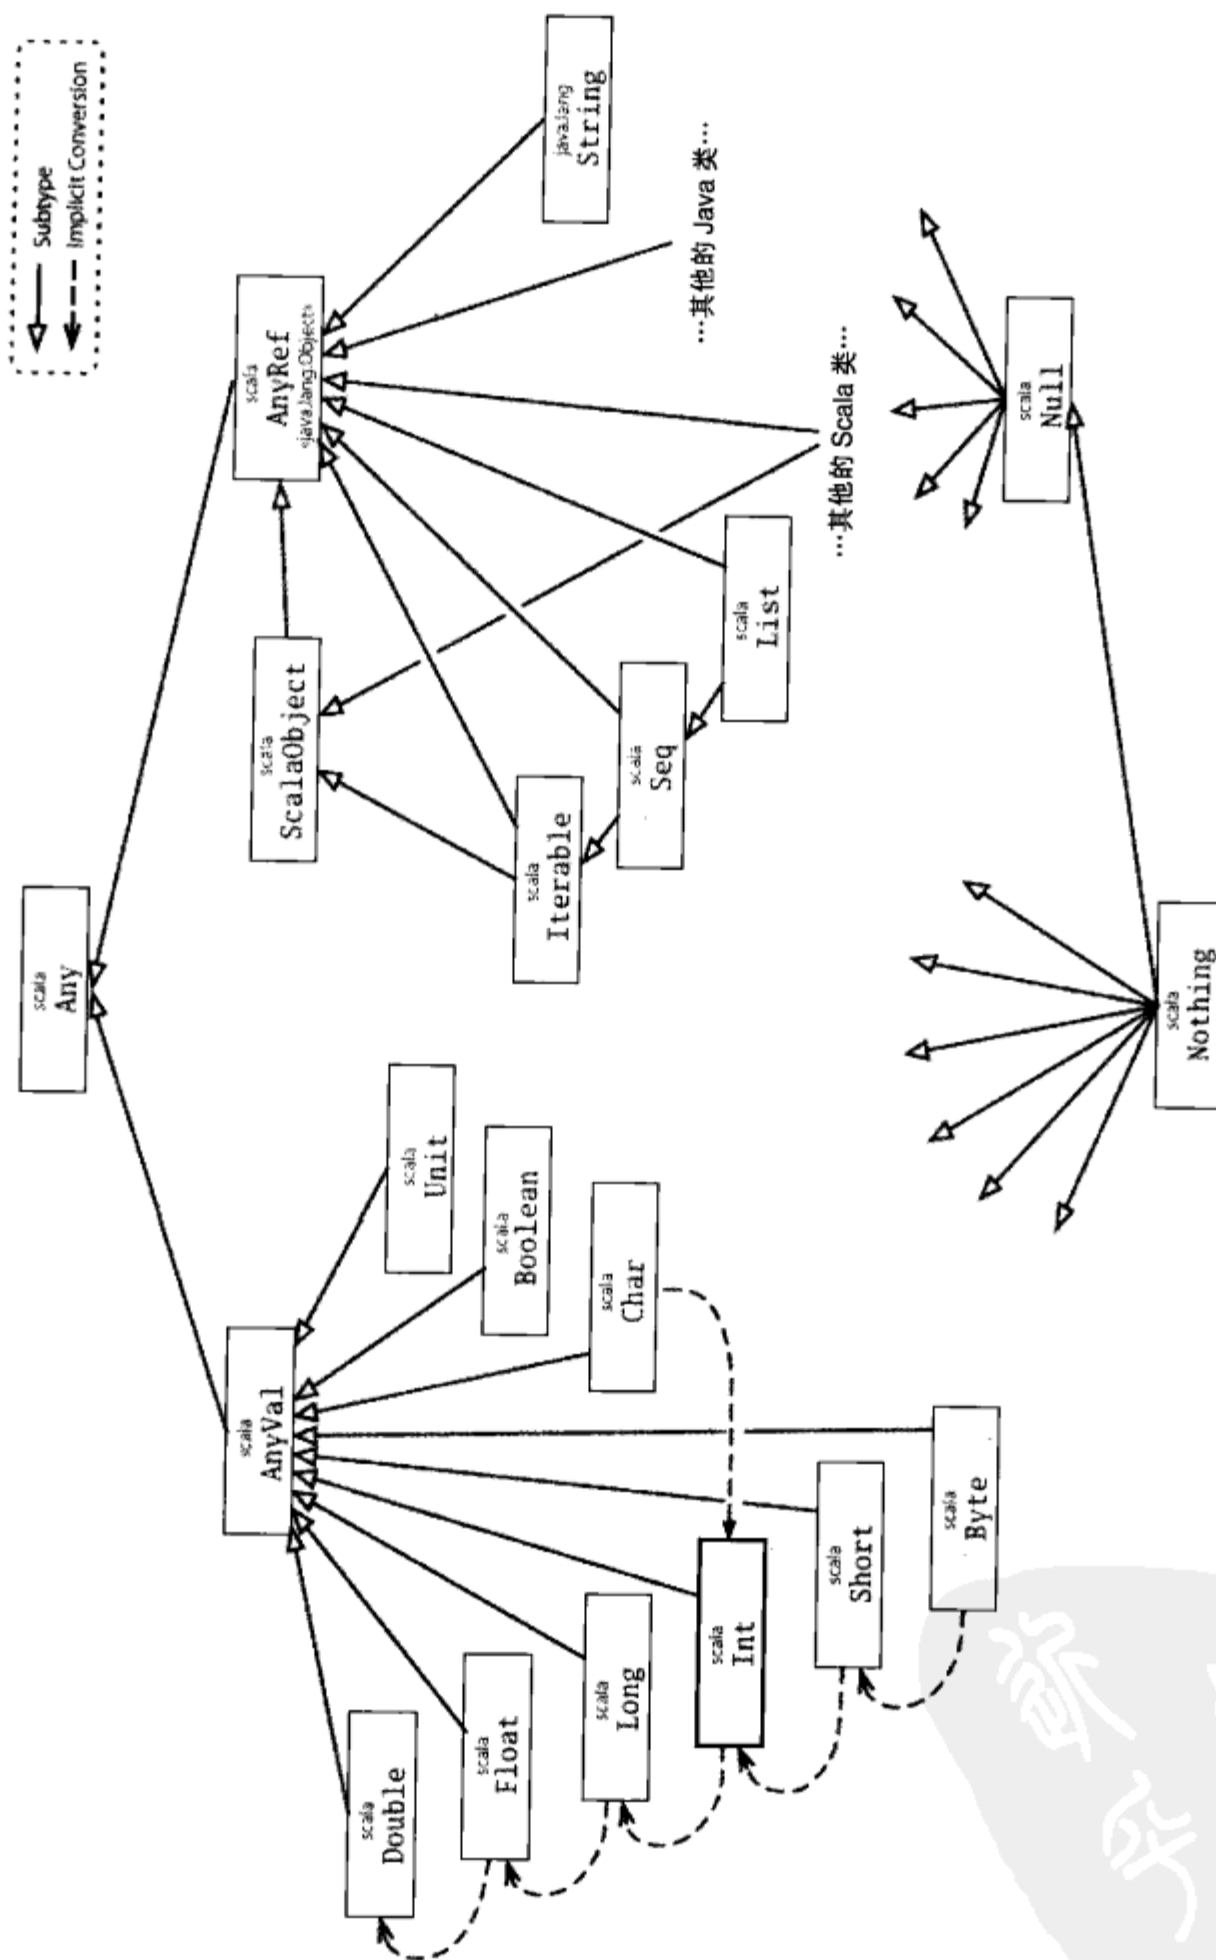 Subtype
Implicit Conversion
scala
Any
scala
AnyVal
scala
AnyRef
«java.lang.Object»
scala
Double
scala
Float
scala
Long
scala
Int
scala
Short
scala
Byte
scala
Char
scala
Boolean
scala
Unit
scala
ScalaObject
scala
Iterable
scala
Seq
scala
List
java.lang
String
…其他的 Java 类…
…其他的 Scala 类…
scala
Null
scala
Nothing